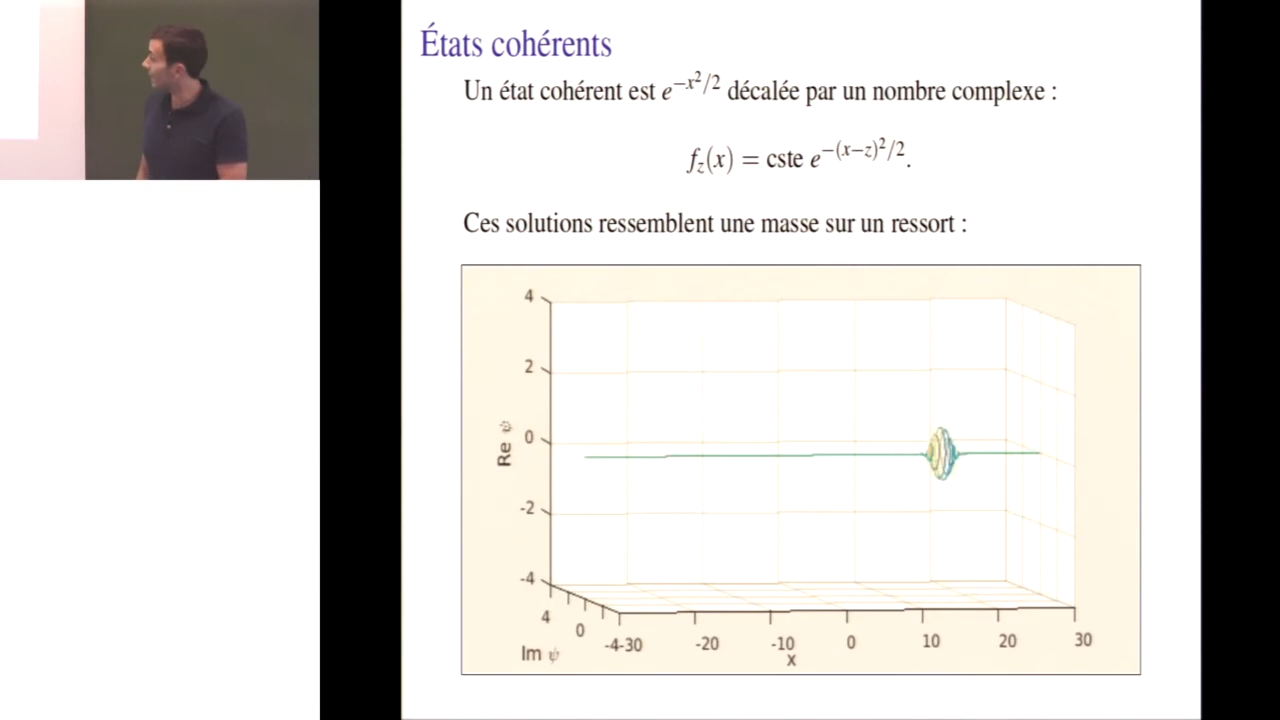 États cohérents
Un état cohérent est e^{-x^2/2} décalée par un nombre complexe :
f_z(x) = cste e^{-(x-z)^2/2}.
Ces solutions ressemblent une masse sur un ressort :
4
2
0
-2
-4
Re ψ
4
0
-4
Im ψ
-30 -20 -10 0 10 20 30
x